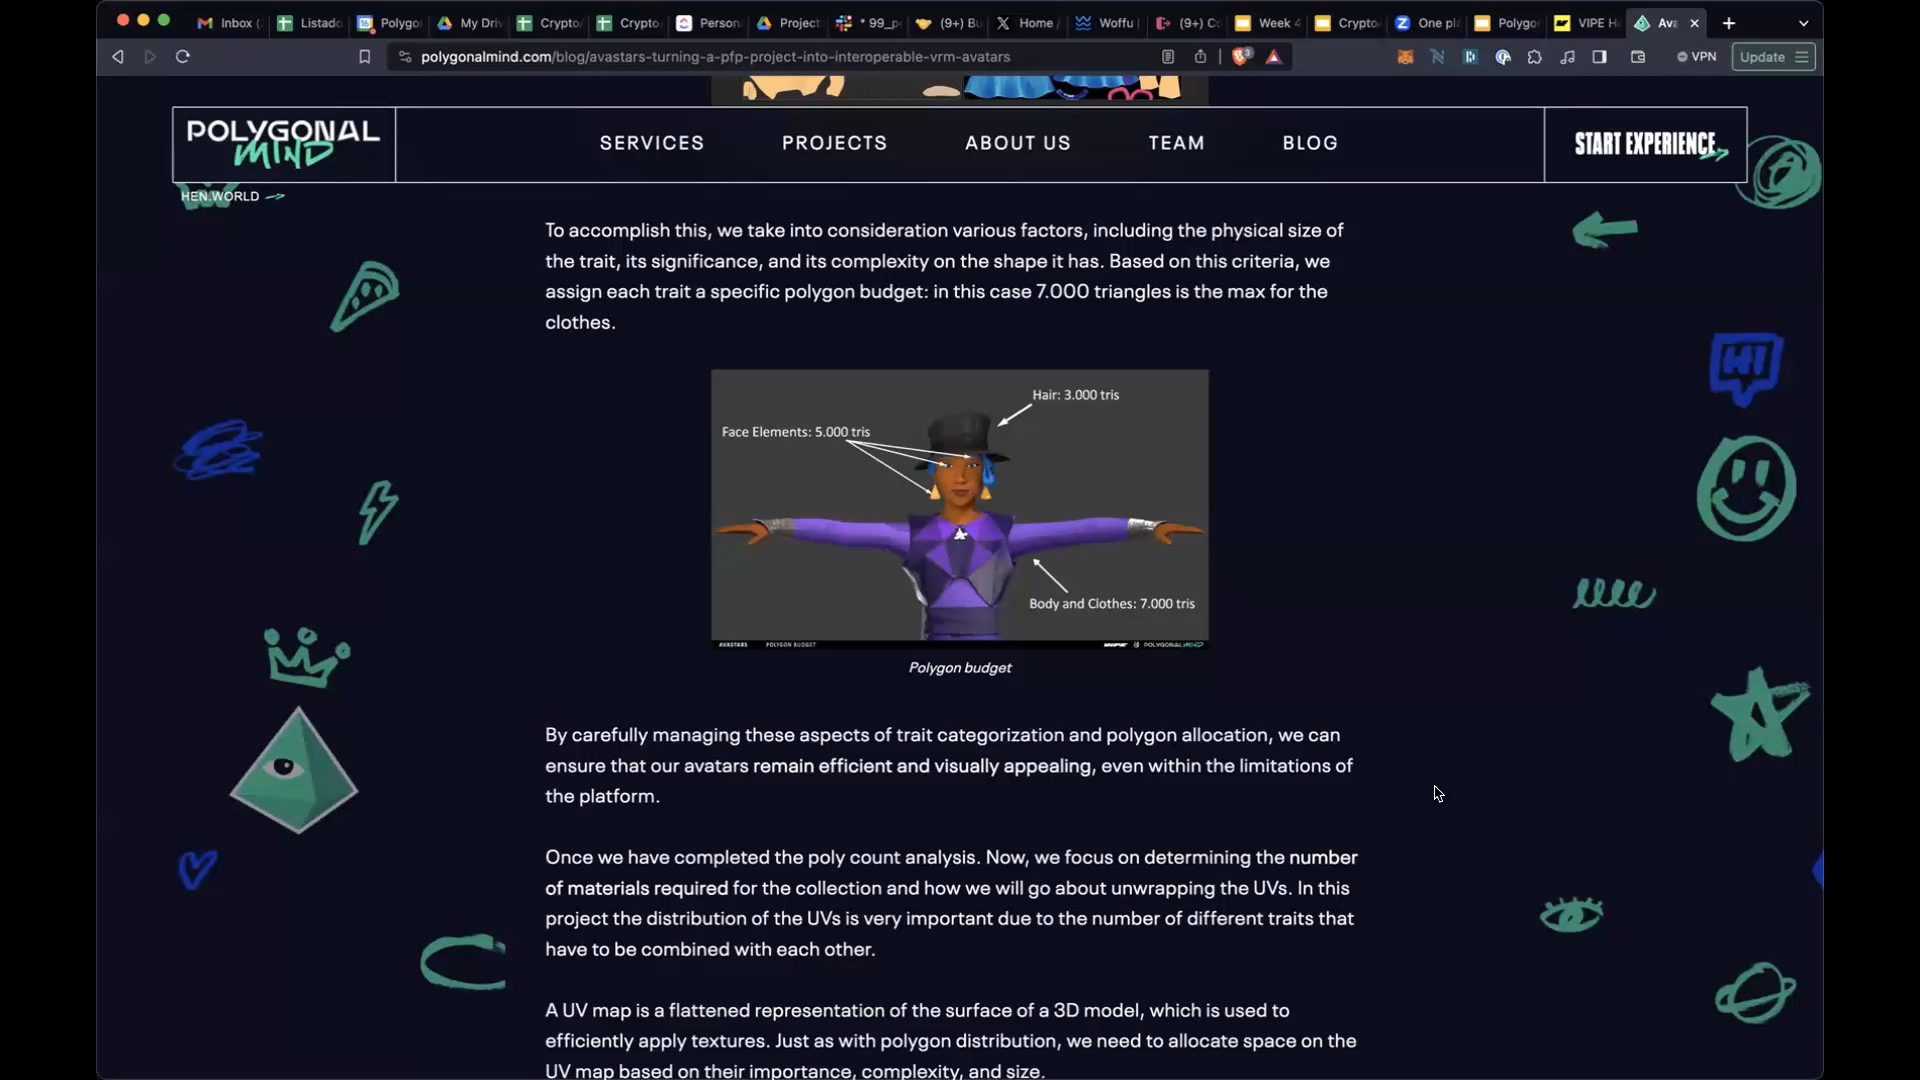 Inbox (
Listado
Polygo
My Driv
Crypto
Crypto
Person
Project
* 99_p
(9+) Bu
Home /
Woffu
(9+) Co
Week 4
Crypto
One pl
Polygo
VIPE H
Ava
polygonalmind.com/blog/avastars-turning-a-pfp-project-into-interoperable-vrm-avatars
VPN
Update
POLYGONAL
MIND
SERVICES
PROJECTS
ABOUT US
TEAM
BLOG
START EXPERIENCE
HEN.WORLD
To accomplish this, we take into consideration various factors, including the physical size of
the trait, its significance, and its complexity on the shape it has. Based on this criteria, we
assign each trait a specific polygon budget: in this case 7.000 triangles is the max for the
clothes.
HI
Hair: 3.000 tris
Face Elements: 5.000 tris
Body and Clothes: 7.000 tris
AVASTARS POLYGON BUDGET
POLYGONALMIND
Polygon budget
By carefully managing these aspects of trait categorization and polygon allocation, we can
ensure that our avatars remain efficient and visually appealing, even within the limitations of
the platform.
Once we have completed the poly count analysis. Now, we focus on determining the number
of materials required for the collection and how we will go about unwrapping the UVs. In this
project the distribution of the UVs is very important due to the number of different traits that
have to be combined with each other.
A UV map is a flattened representation of the surface of a 3D model, which is used to
efficiently apply textures. Just as with polygon distribution, we need to allocate space on the
UV map based on their importance, complexity, and size.